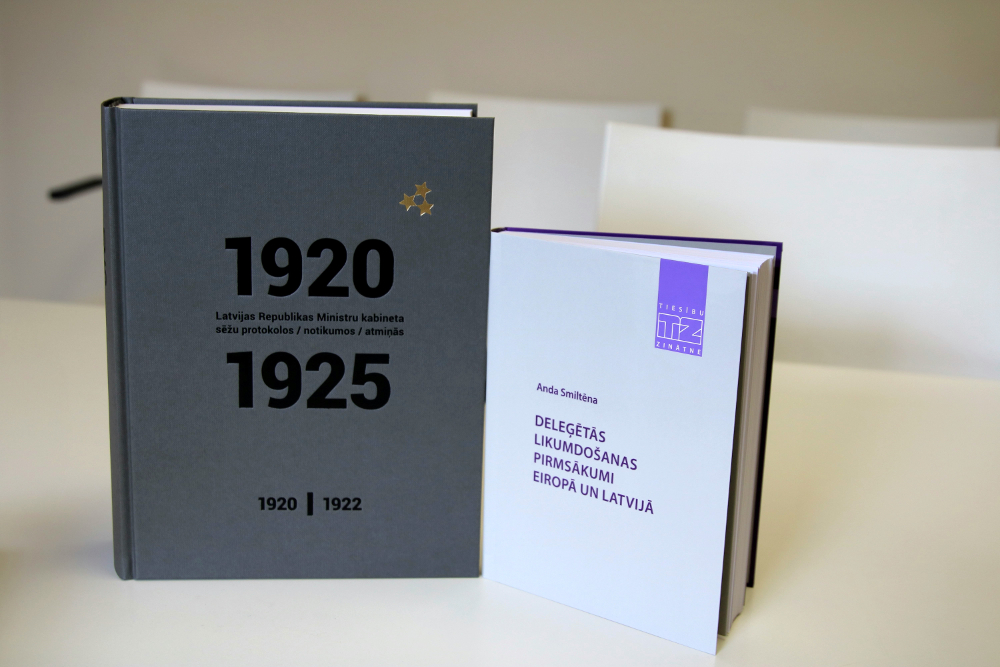 1920
Latvijas Republikas Ministru kabineta
sēžu protokolos / notikumos / atmiņās
1925
1920 | 1922
TIESĪBU
TZ
ZINĀTNE
Anda Smiltēna
DELEĢĒTĀS
LIKUMDOŠANAS
PIRMSĀKUMI
EIROPĀ UN LATVIJĀ